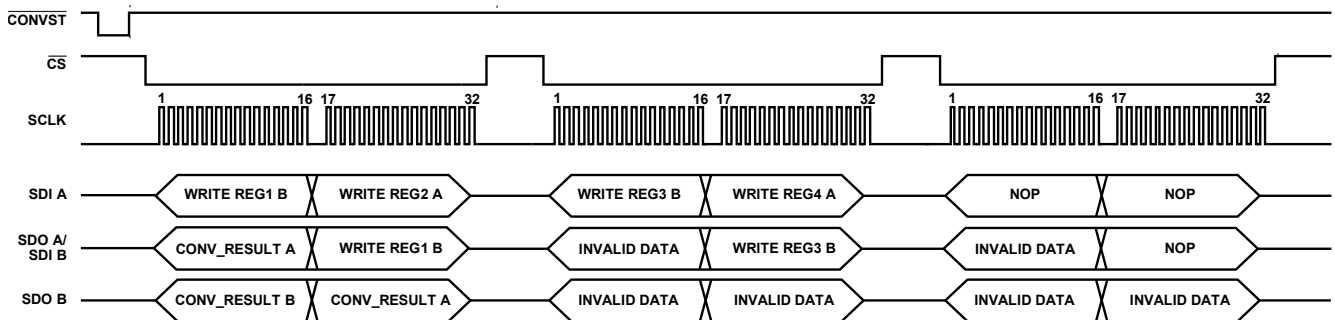 CONVST
CS
1 16 17 32 1 16 17 32 1 16 17 32
SCLK
SDI A WRITE REG1 B WRITE REG2 A WRITE REG3 B WRITE REG4 A NOP NOP
SDO A/
SDI B CONV_RESULT A WRITE REG1 B INVALID DATA WRITE REG3 B INVALID DATA NOP
SDO B CONV_RESULT B CONV_RESULT A INVALID DATA INVALID DATA INVALID DATA INVALID DATA